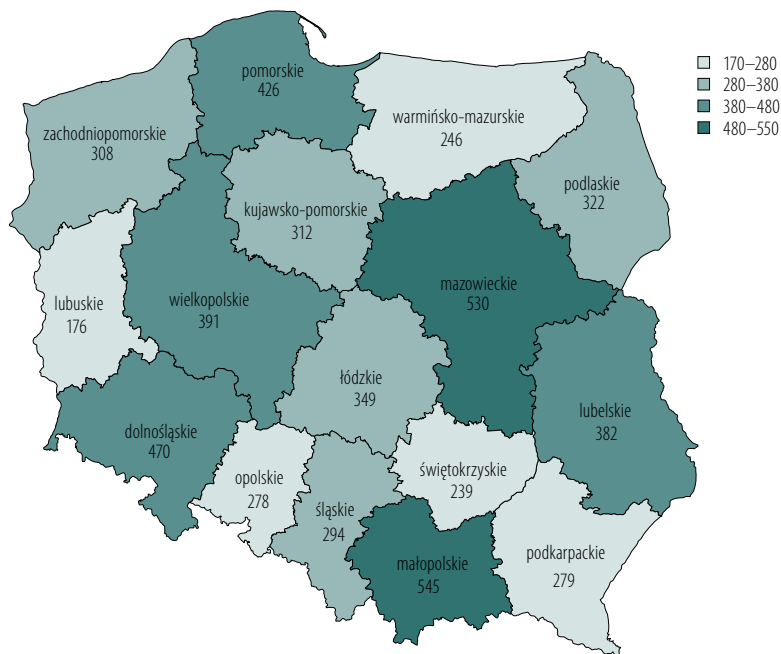 pomorskie
426
170–280
280–380
380–480
480–550
zachodniopomorskie
308
warmińsko-mazurskie
246
podlaskie
322
kujawsko-pomorskie
312
mazowieckie
530
lubuskie
176
wielkopolskie
391
łódzkie
349
lubelskie
382
dolnośląskie
470
świętokrzyskie
239
opolskie
278
śląskie
294
małopolskie
545
podkarpackie
279